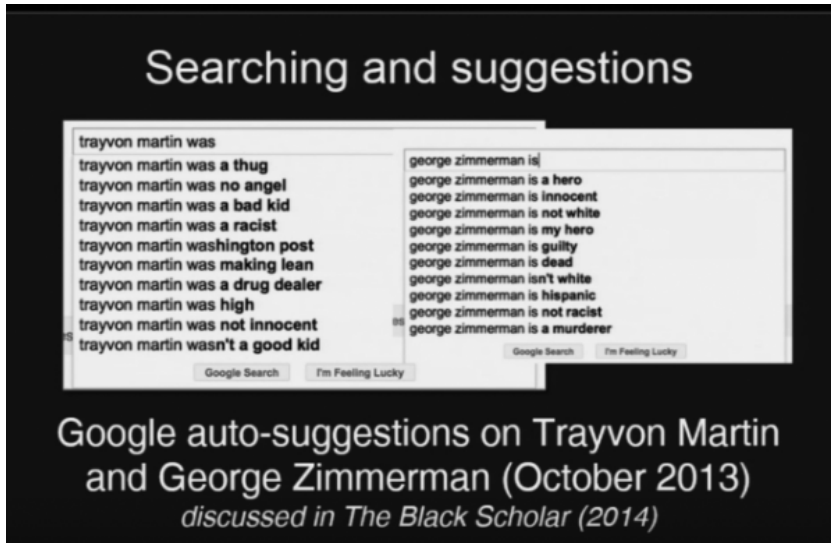 Searching and suggestions
trayvon martin was
trayvon martin was a thug
trayvon martin was no angel
trayvon martin was a bad kid
trayvon martin was a racist
trayvon martin washington post
trayvon martin was making lean
trayvon martin was a drug dealer
trayvon martin was high
trayvon martin was not innocent
trayvon martin wasn't a good kid
Google Search
I'm Feeling Lucky
george zimmerman is
george zimmerman is a hero
george zimmerman is innocent
george zimmerman is not white
george zimmerman is my hero
george zimmerman is guilty
george zimmerman is dead
george zimmerman isn't white
george zimmerman is hispanic
george zimmerman is not racist
george zimmerman is a murderer
Google Search
I'm Feeling Lucky
Google auto-suggestions on Trayvon Martin
and George Zimmerman (October 2013)
discussed in The Black Scholar (2014)